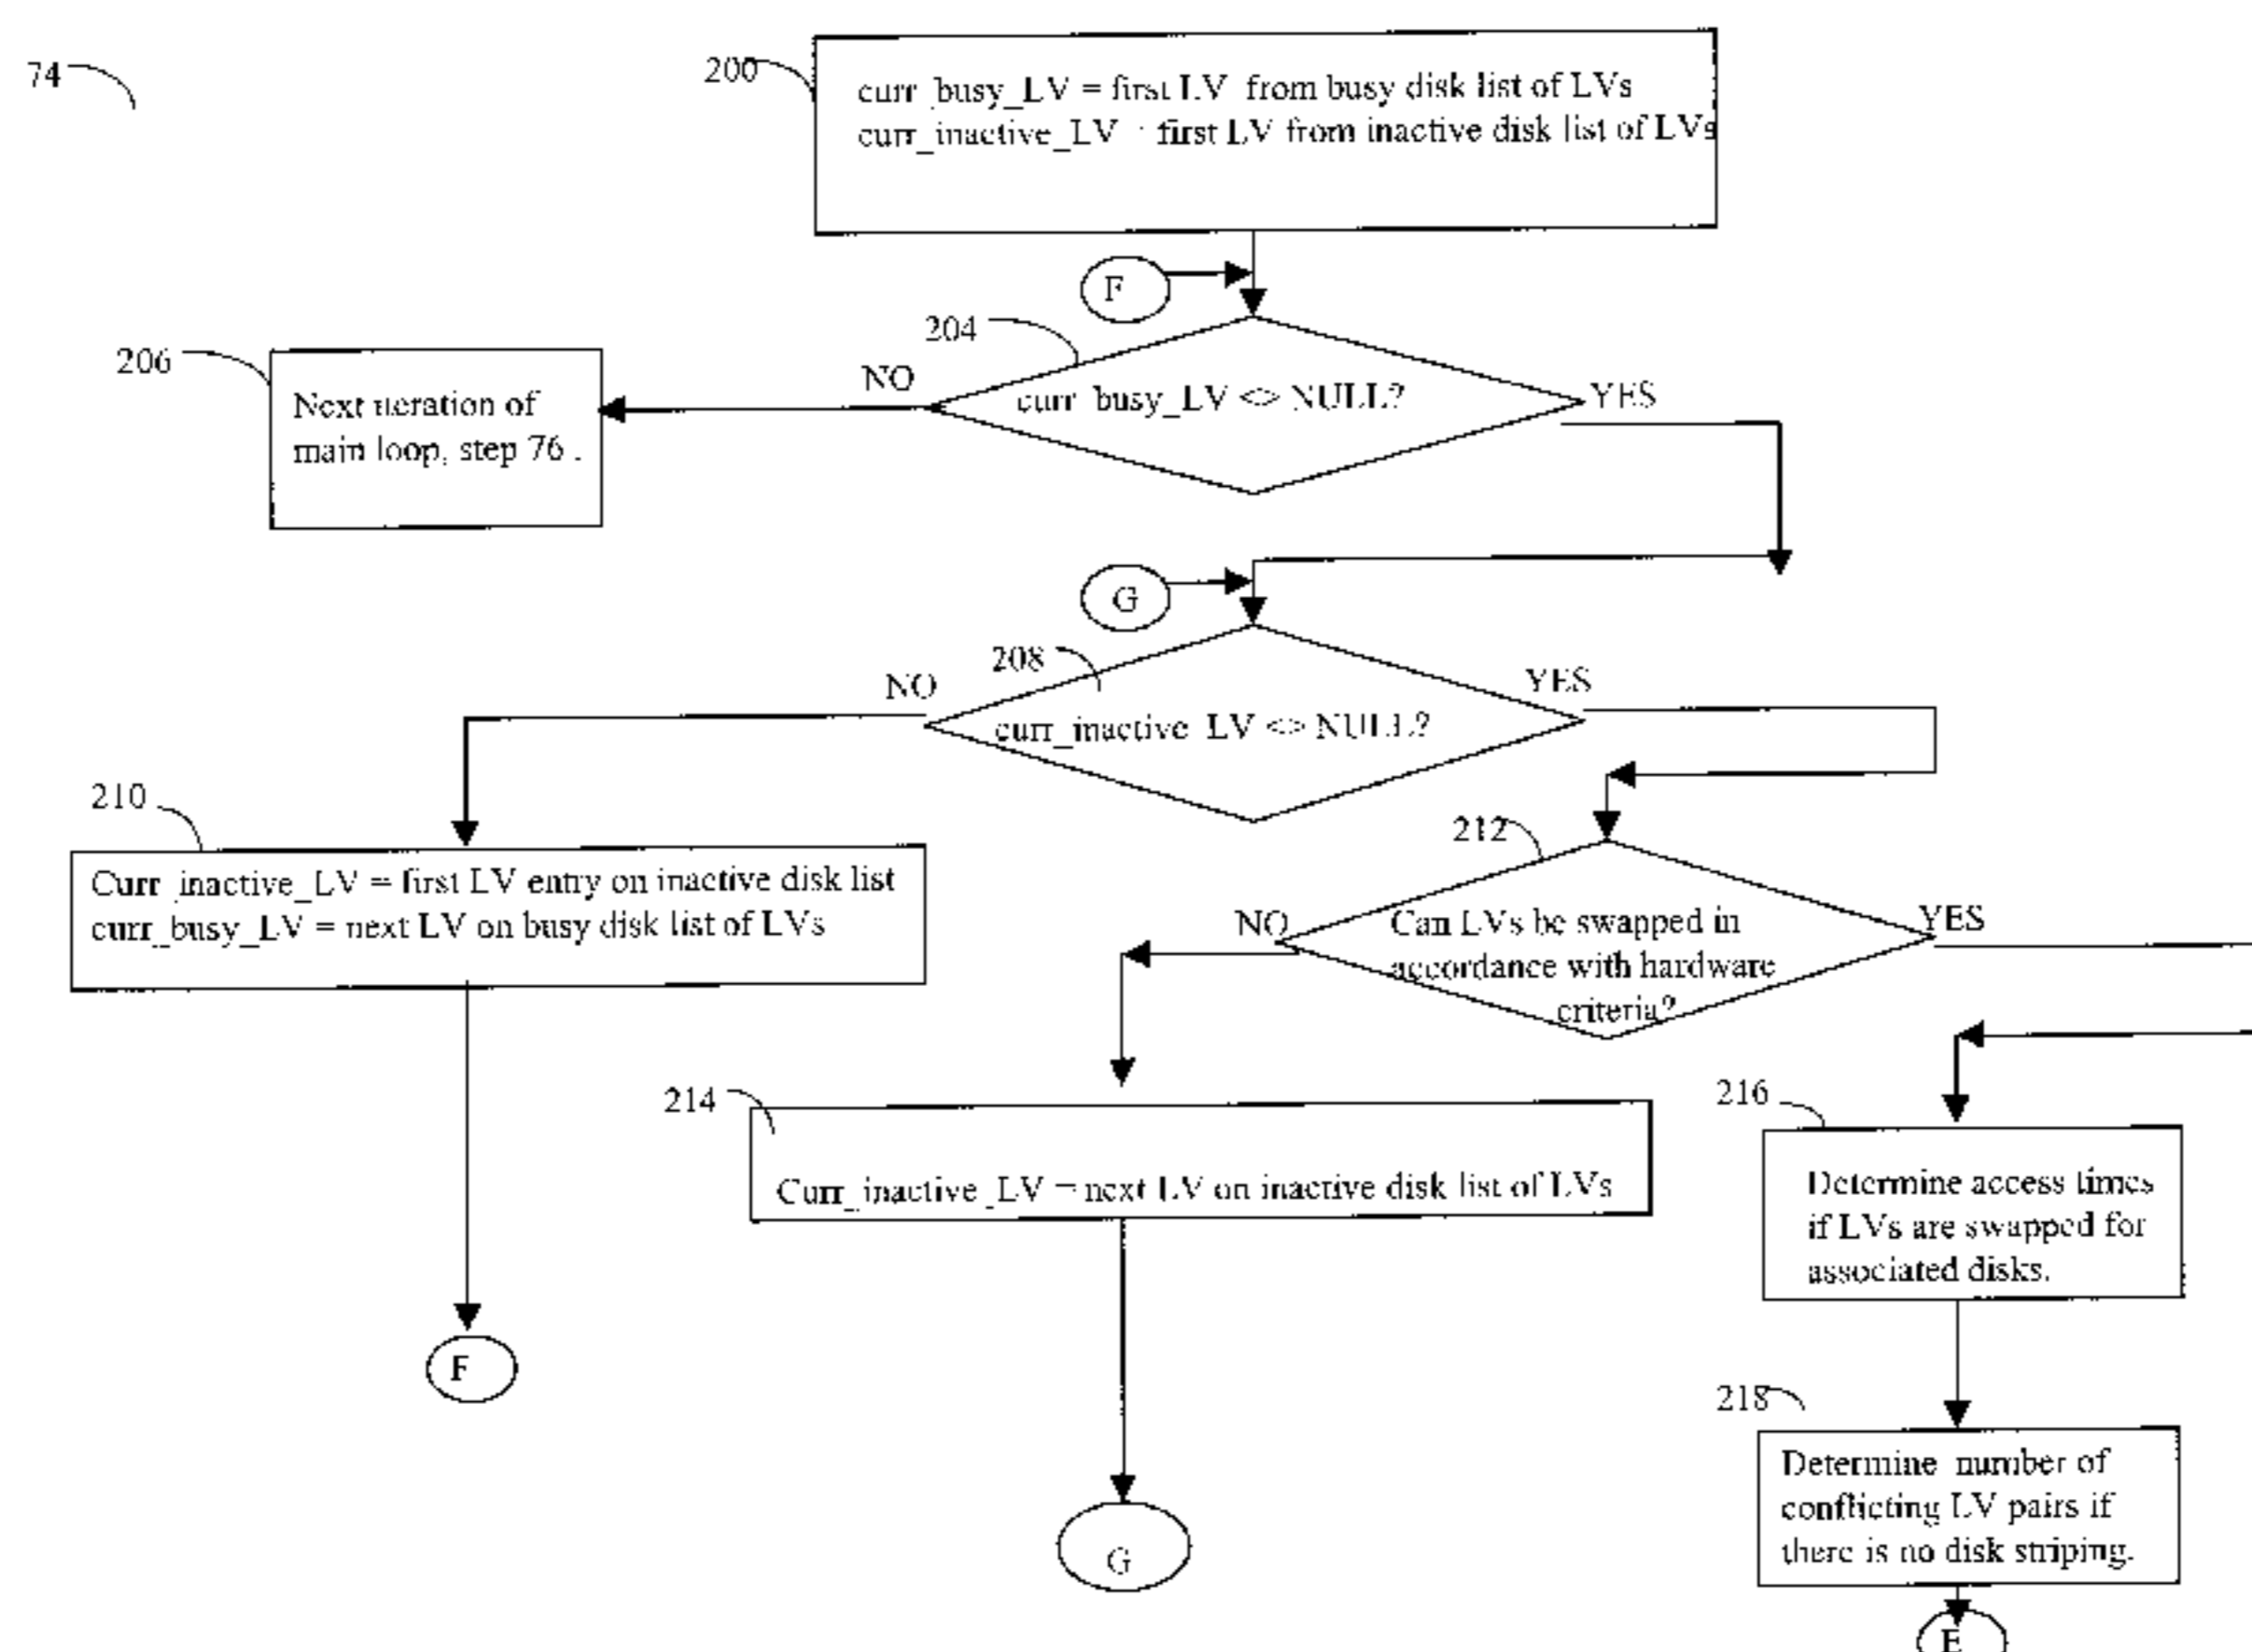 74
200
curr_busy_LV = first LV from busy disk list of LVs
curr_inactive_LV = first LV from inactive disk list of LVs
F
204
206
NO
curr_busy_LV <> NULL?
YES
Next iteration of
main loop, step 76 .
G
208
NO
YES
curr_inactive_LV <> NULL?
210
212
Curr_inactive_LV = first LV entry on inactive disk list
curr_busy_LV = next LV on busy disk list of LVs
NO
Can LVs be swapped in
accordance with hardware
criteria?
YES
214
216
Curr_inactive_LV = next LV on inactive disk list of LVs
Determine access times
if LVs are swapped for
associated disks.
F
218
Determine number of
conflicting LV pairs if
there is no disk striping.
G
E